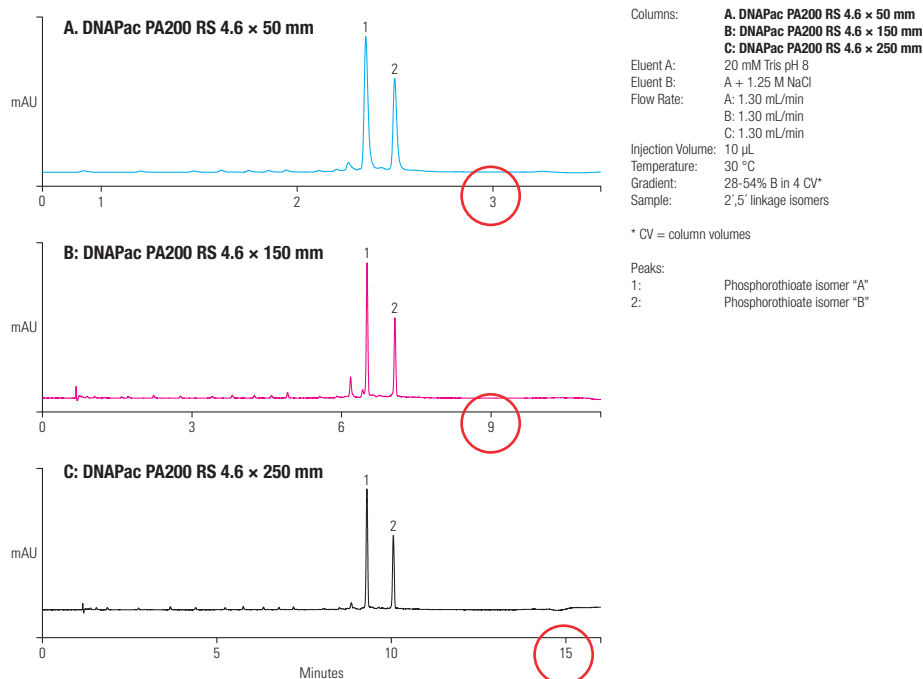 A. DNAPac PA200 RS 4.6 × 50 mm
1
2
mAU
0 1 2 3
B: DNAPac PA200 RS 4.6 × 150 mm
1
2
mAU
0 3 6 9
C: DNAPac PA200 RS 4.6 × 250 mm
1
2
mAU
0 5 10 15
Minutes
Columns: A. DNAPac PA200 RS 4.6 × 50 mm
B: DNAPac PA200 RS 4.6 × 150 mm
C: DNAPac PA200 RS 4.6 × 250 mm
Eluent A: 20 mM Tris pH 8
Eluent B: A + 1.25 M NaCl
Flow Rate: A: 1.30 mL/min
B: 1.30 mL/min
C: 1.30 mL/min
Injection Volume: 10 µL
Temperature: 30 °C
Gradient: 28-54% B in 4 CV*
Sample: 2´,5´ linkage isomers
* CV = column volumes
Peaks:
1: Phosphorothioate isomer “A”
2: Phosphorothioate isomer “B”